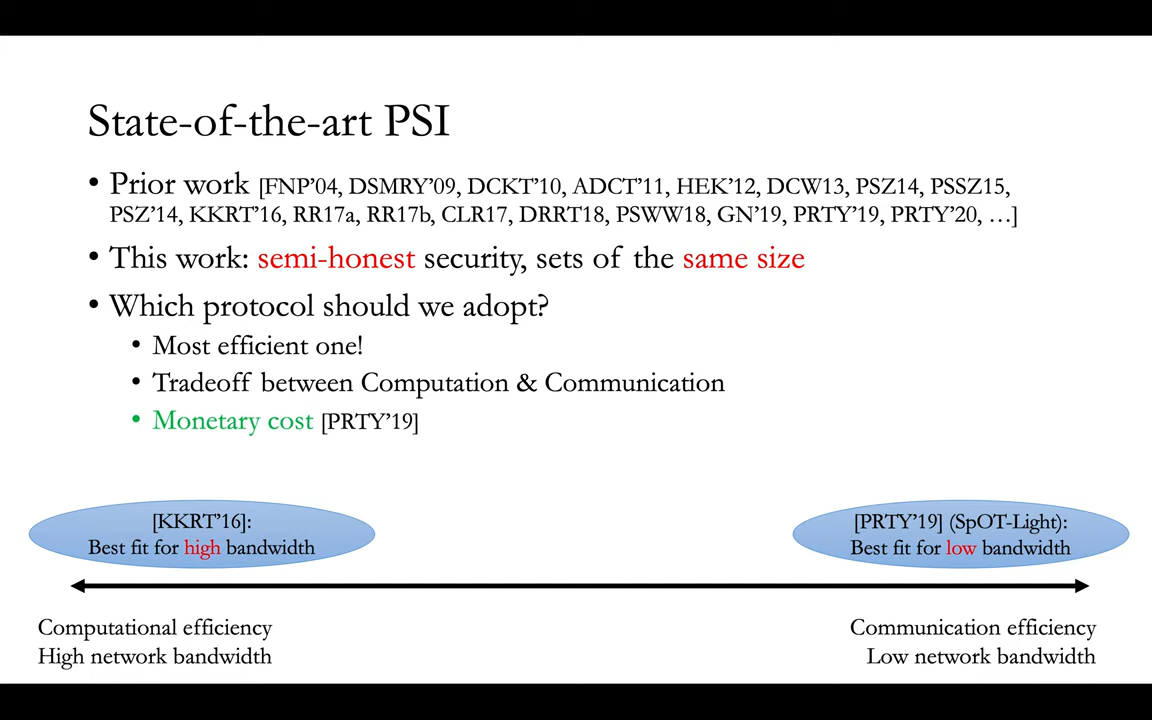 State-of-the-art PSI
• Prior work [FNP'04, DSMRY'09, DCKT'10, ADCT'11, HEK'12, DCW13, PSZ14, PSSZ15,
PSZ'14, KKRT'16, RR17a, RR17b, CLR17, DRRT18, PSWW18, GN'19, PRTY'19, PRTY'20, …]
• This work: semi-honest security, sets of the same size
• Which protocol should we adopt?
• Most efficient one!
• Tradeoff between Computation & Communication
• Monetary cost [PRTY'19]
[KKRT'16]:
Best fit for high bandwidth
[PRTY'19] (SpOT-Light):
Best fit for low bandwidth
Computational efficiency
High network bandwidth
Communication efficiency
Low network bandwidth